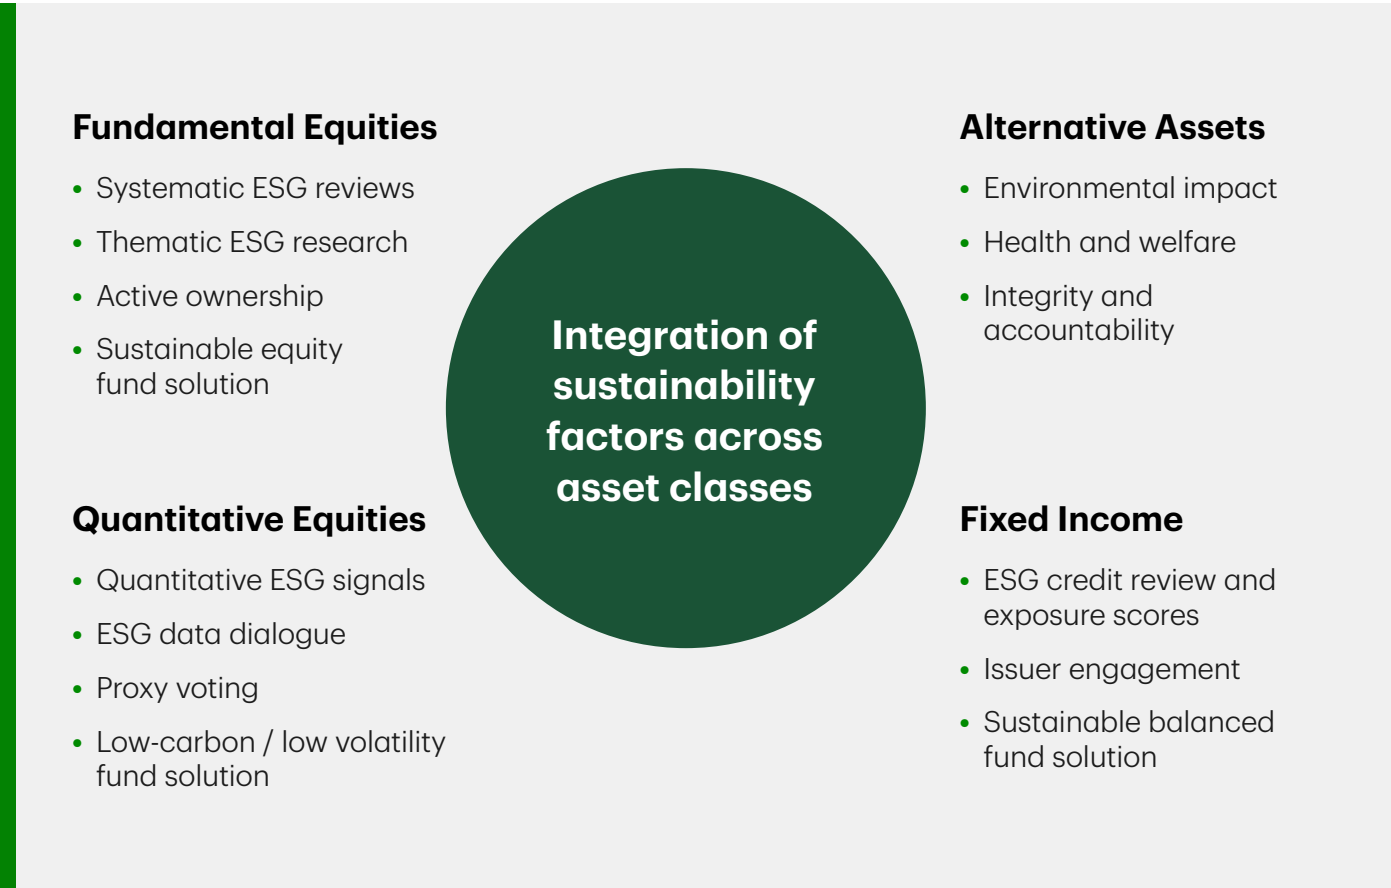 Fundamental Equities
• Systematic ESG reviews
• Thematic ESG research
• Active ownership
• Sustainable equity
fund solution
Alternative Assets
• Environmental impact
• Health and welfare
• Integrity and
accountability
Integration of
sustainability
factors across
asset classes
Quantitative Equities
• Quantitative ESG signals
• ESG data dialogue
• Proxy voting
• Low-carbon / low volatility
fund solution
Fixed Income
• ESG credit review and
exposure scores
• Issuer engagement
• Sustainable balanced
fund solution